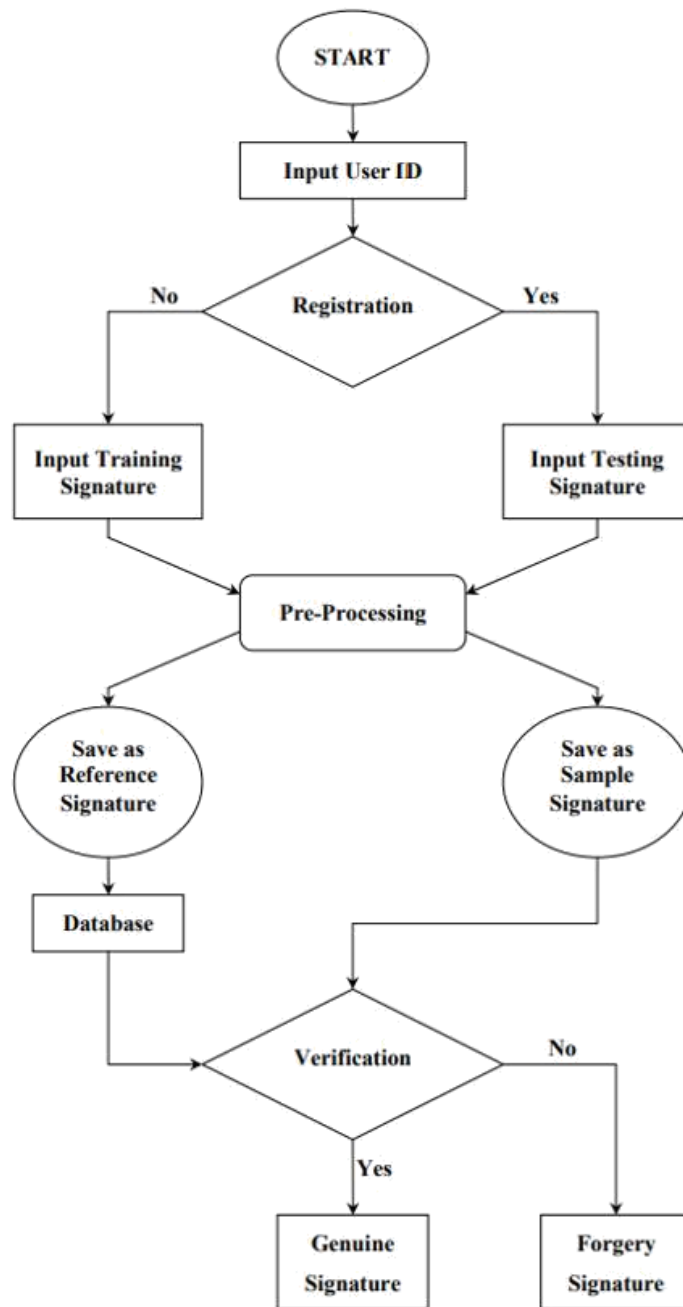 START
Input User ID
Registration
No
Yes
Input Training
Signature
Input Testing
Signature
Pre-Processing
Save as
Reference
Signature
Save as
Sample
Signature
Database
Verification
No
Yes
Genuine
Signature
Forgery
Signature